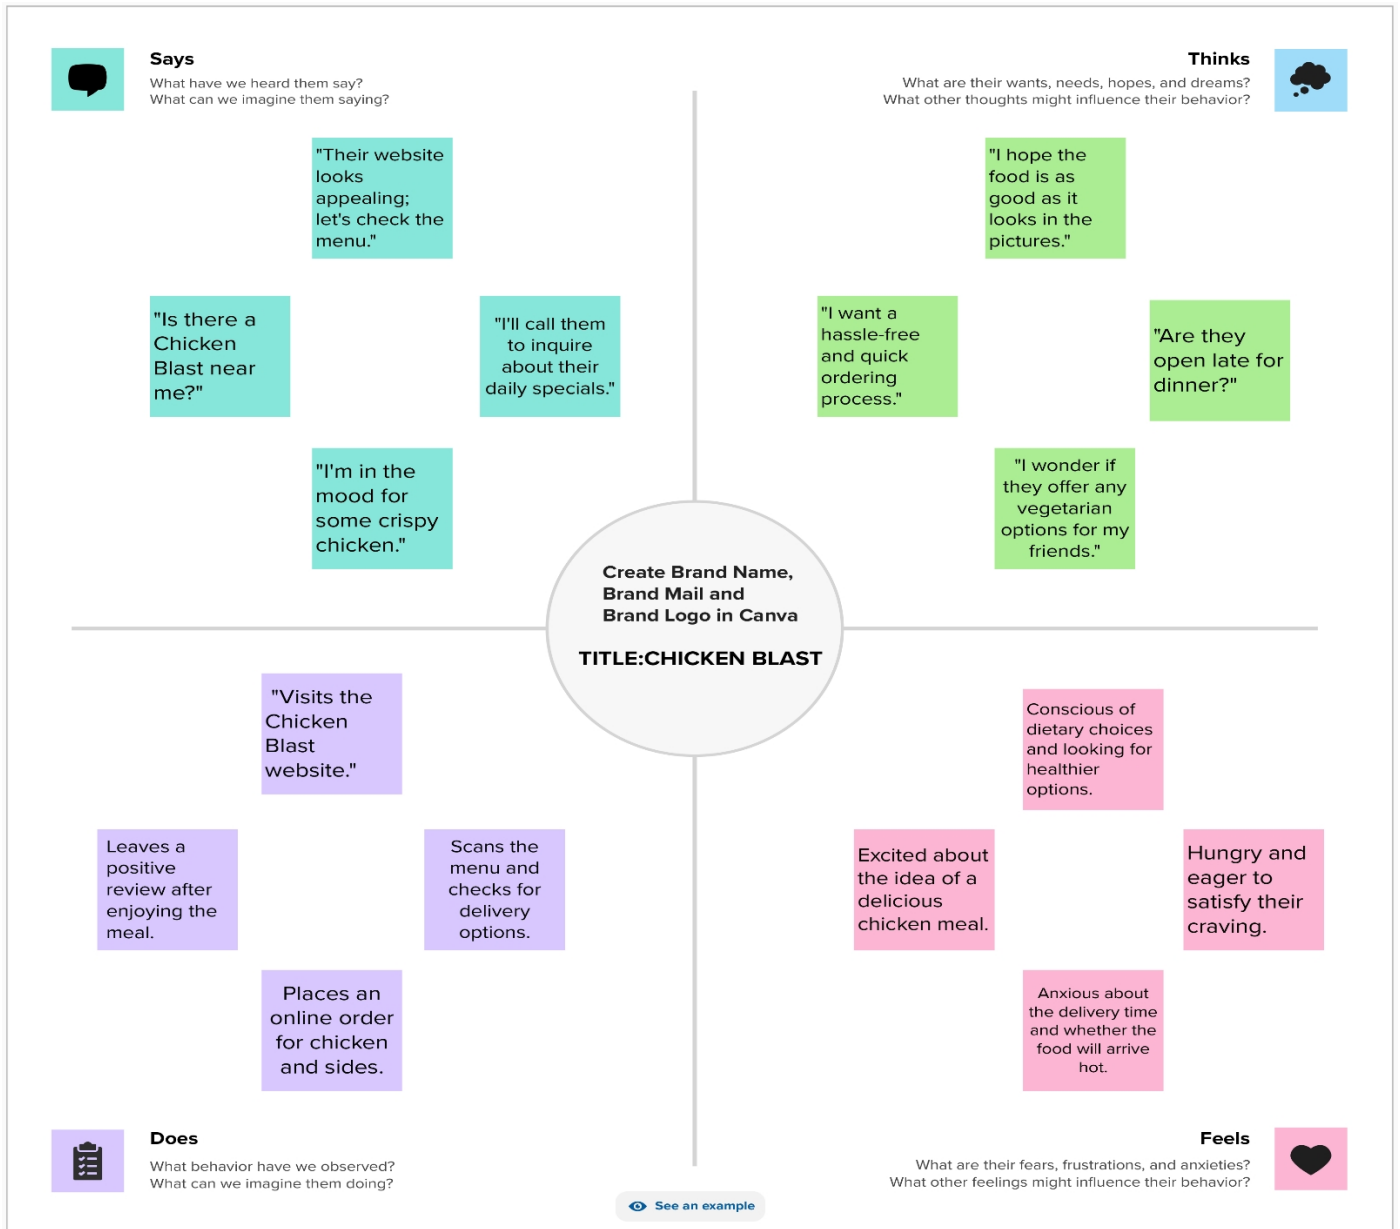 Says
What have we heard them say?
What can we imagine them saying?
"Their website
looks
appealing;
let's check the
menu."
"Is there a
Chicken
Blast near
me?"
"I'll call them
to inquire
about their
daily specials."
"I'm in the
mood for
some crispy
chicken."
Thinks
What are their wants, needs, hopes, and dreams?
What other thoughts might influence their behavior?
"I hope the
food is as
good as it
looks in the
pictures."
"I want a
hassle-free
and quick
ordering
process."
"Are they
open late for
dinner?"
"I wonder if
they offer any
vegetarian
options for my
friends."
Create Brand Name,
Brand Mail and
Brand Logo in Canva
TITLE:CHICKEN BLAST
"Visits the
Chicken
Blast
website."
Leaves a
positive
review after
enjoying the
meal.
Scans the
menu and
checks for
delivery
options.
Places an
online order
for chicken
and sides.
Does
What behavior have we observed?
What can we imagine them doing?
Conscious of
dietary choices
and looking for
healthier
options.
Excited about
the idea of a
delicious
chicken meal.
Hungry and
eager to
satisfy their
craving.
Anxious about
the delivery time
and whether the
food will arrive
hot.
Feels
What are their fears, frustrations, and anxieties?
What other feelings might influence their behavior?
See an example